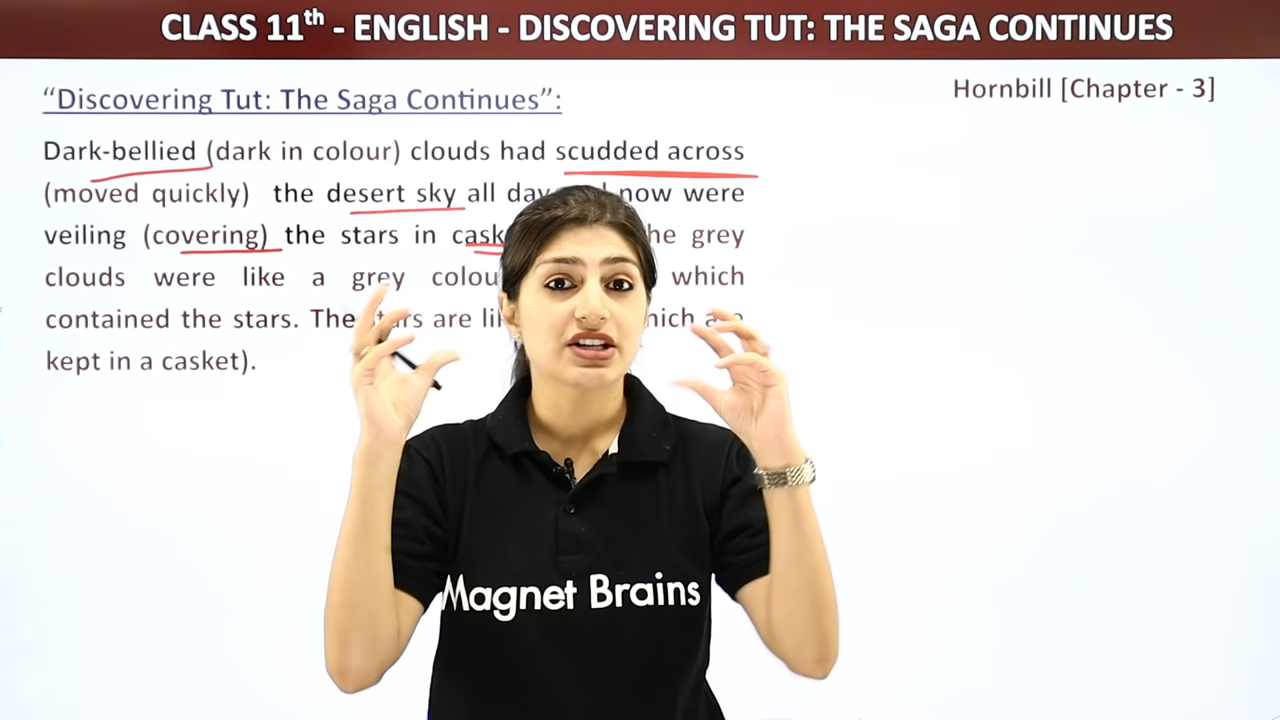 CLASS 11th - ENGLISH - DISCOVERING TUT: THE SAGA CONTINUES
Hornbill [Chapter - 3]
“Discovering Tut: The Saga Continues”:
Dark-bellied (dark in colour) clouds had scudded across
(moved quickly) the desert sky all day now were
veiling (covering) the stars in grey
clouds were like a grey which
contained the stars. The stars are
kept in a casket).
Magnet Brains